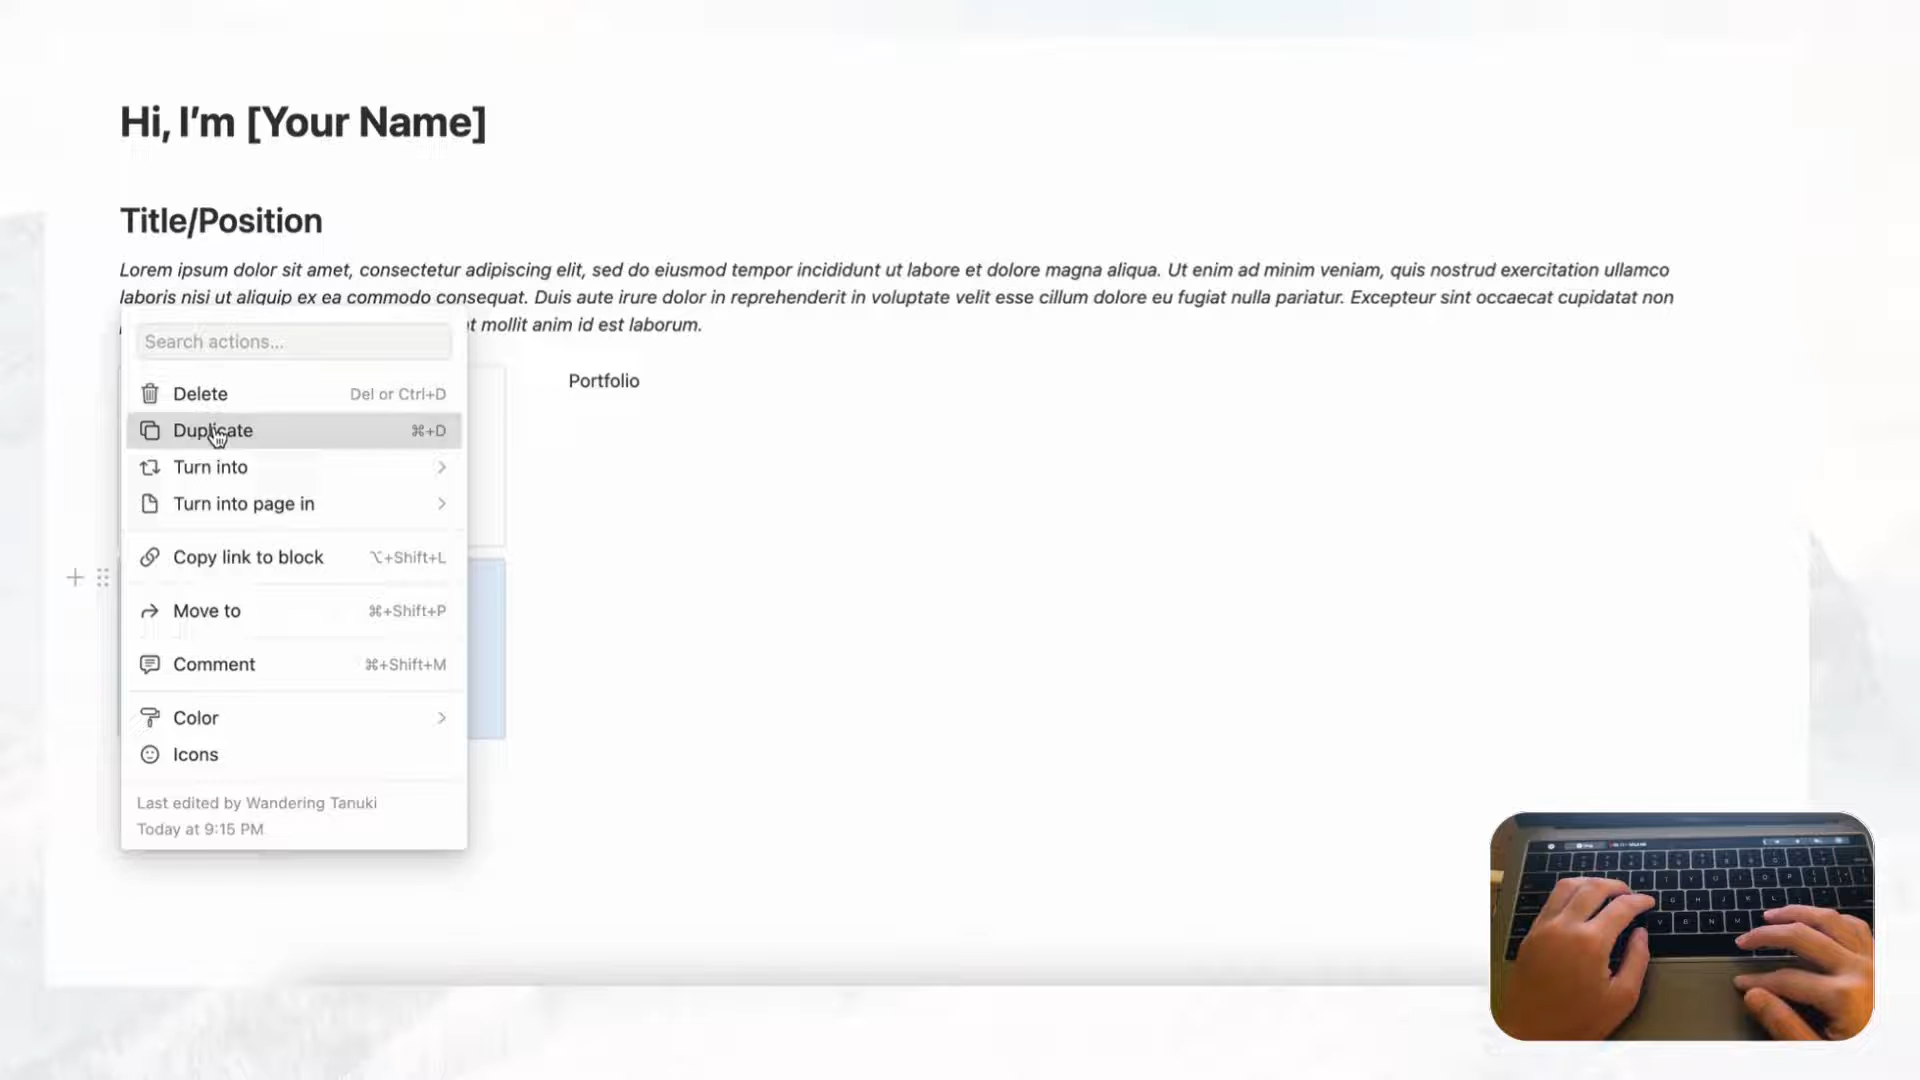 Hi, I’m [Your Name]
Title/Position
Lorem ipsum dolor sit amet, consectetur adipiscing elit, sed do eiusmod tempor incididunt ut labore et dolore magna aliqua. Ut enim ad minim veniam, quis nostrud exercitation ullamco
laboris nisi ut aliquip ex ea commodo consequat. Duis aute irure dolor in reprehenderit in voluptate velit esse cillum dolore eu fugiat nulla pariatur. Excepteur sint occaecat cupidatat non
mollit anim id est laborum.
Search actions...
Portfolio
Delete Del or Ctrl+D
Duplicate ⌘+D
Turn into
Turn into page in
Copy link to block ⌥+Shift+L
Move to ⌘+Shift+P
Comment ⌘+Shift+M
Color
Icons
Last edited by Wandering Tanuki
Today at 9:15 PM